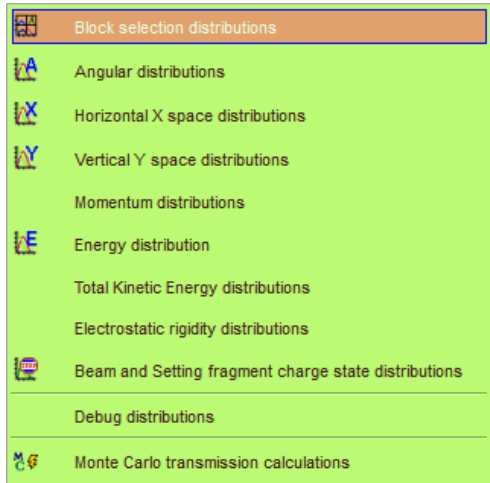 Block selection distributions
A
Angular distributions
X
Horizontal X space distributions
Y
Vertical Y space distributions
Momentum distributions
E
Energy distribution
Total Kinetic Energy distributions
Electrostatic rigidity distributions
Beam and Setting fragment charge state distributions
Debug distributions
MC
Monte Carlo transmission calculations